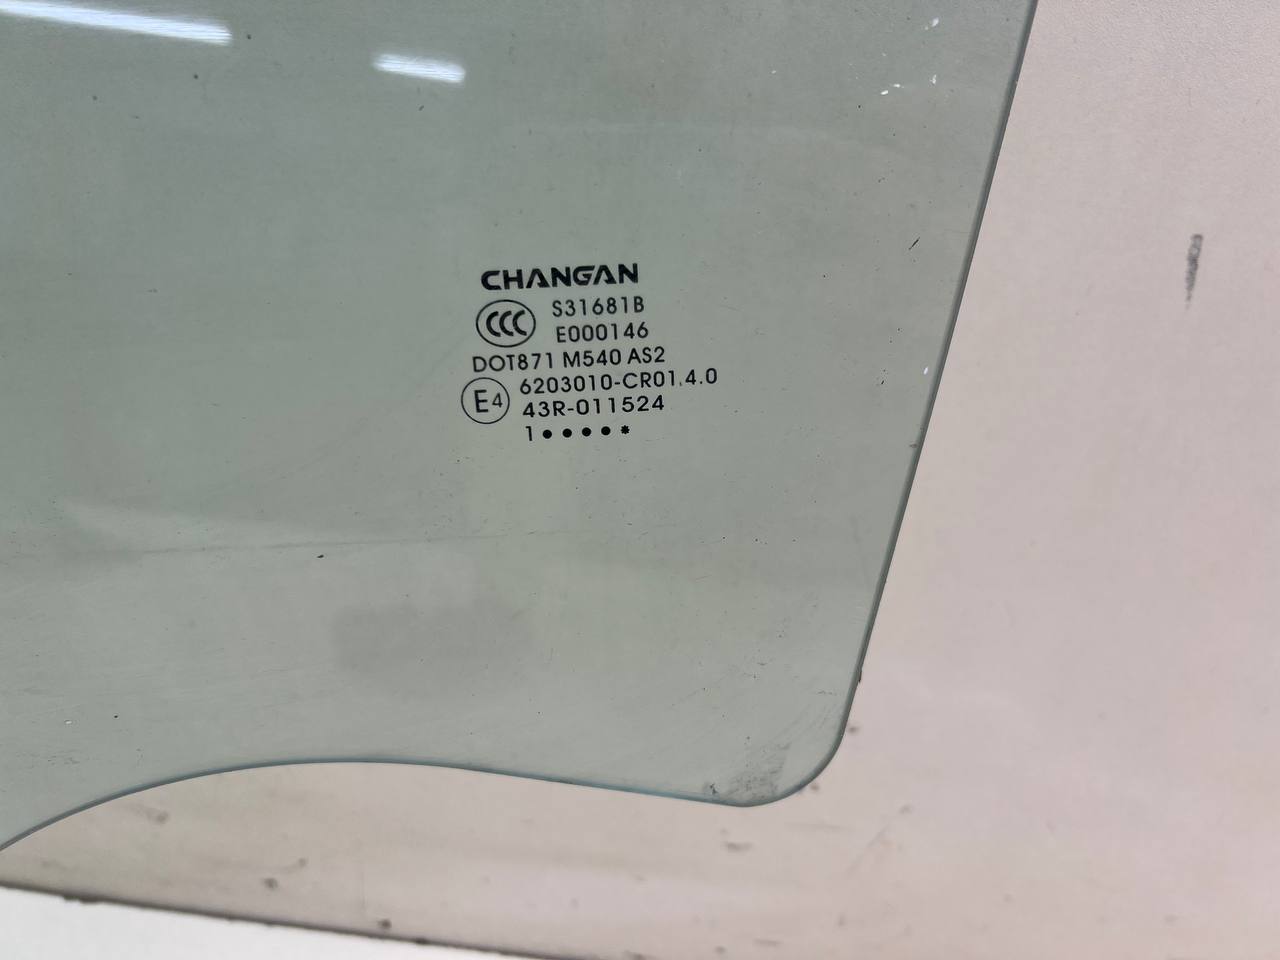 CHANGAN
CCC S31681B
E000146
DOT871 M540 AS2
E4 6203010-CR01.4.0
43R-011524
1●●●●*